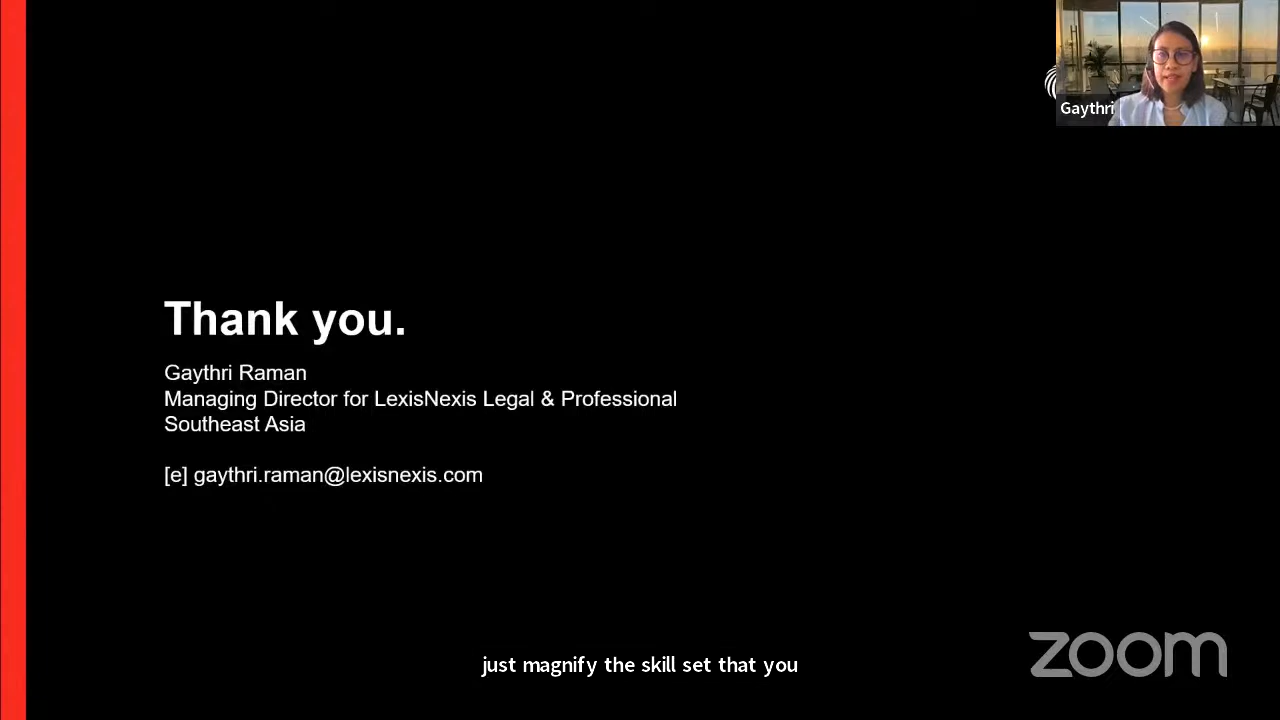 Gaythri
Thank you.
Gaythri Raman
Managing Director for LexisNexis Legal & Professional
Southeast Asia
[e] gaythri.raman@lexisnexis.com
just magnify the skill set that you
zoom